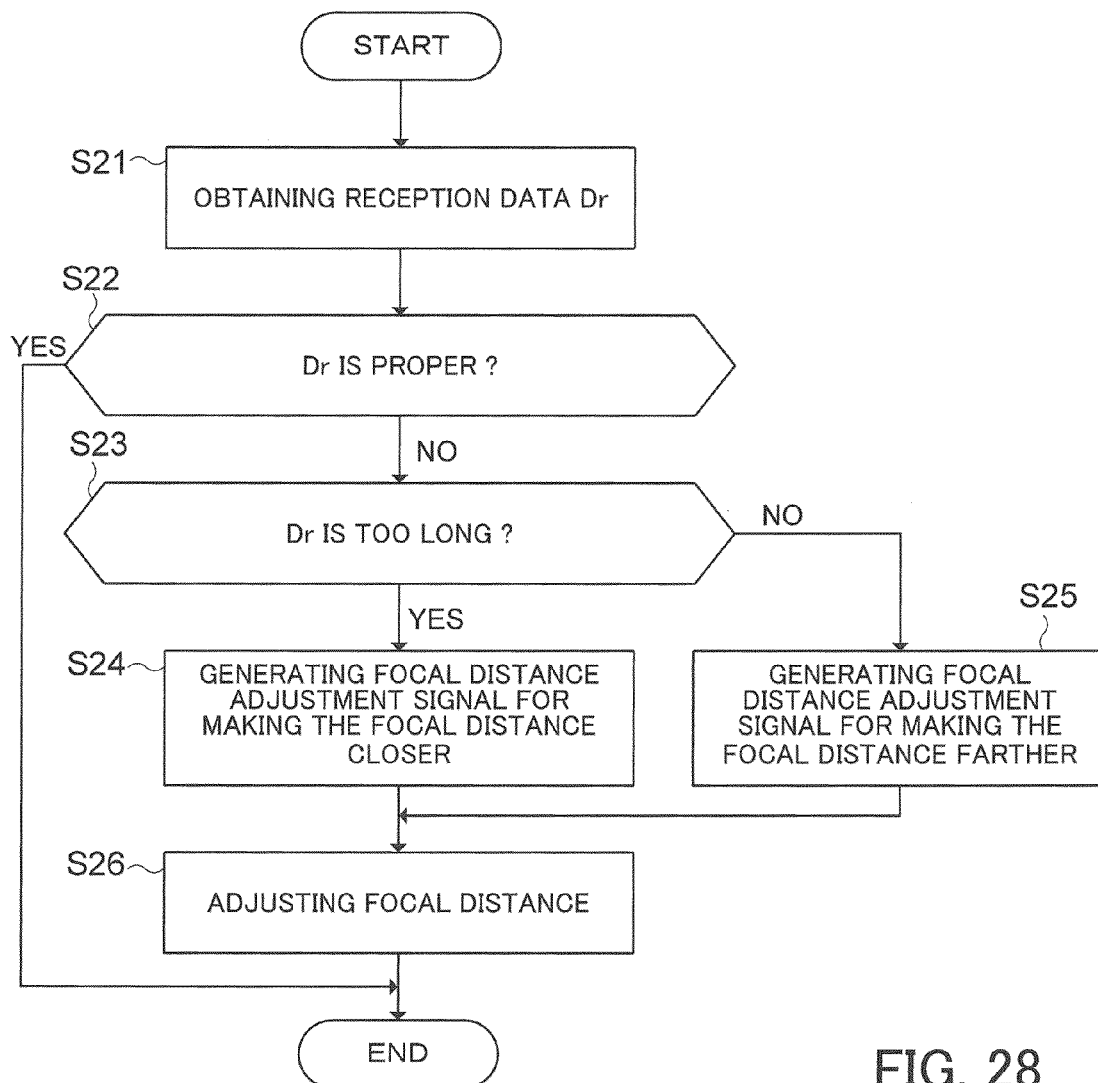 START
S21
OBTAINING RECEPTION DATA Dr
S22
YES
Dr IS PROPER ?
NO
S23
Dr IS TOO LONG ?
NO
YES
S24
GENERATING FOCAL DISTANCE
ADJUSTMENT SIGNAL FOR
MAKING THE FOCAL DISTANCE
CLOSER
S25
GENERATING FOCAL
DISTANCE ADJUSTMENT
SIGNAL FOR MAKING THE
FOCAL DISTANCE FARTHER
S26
ADJUSTING FOCAL DISTANCE
END
FIG. 28